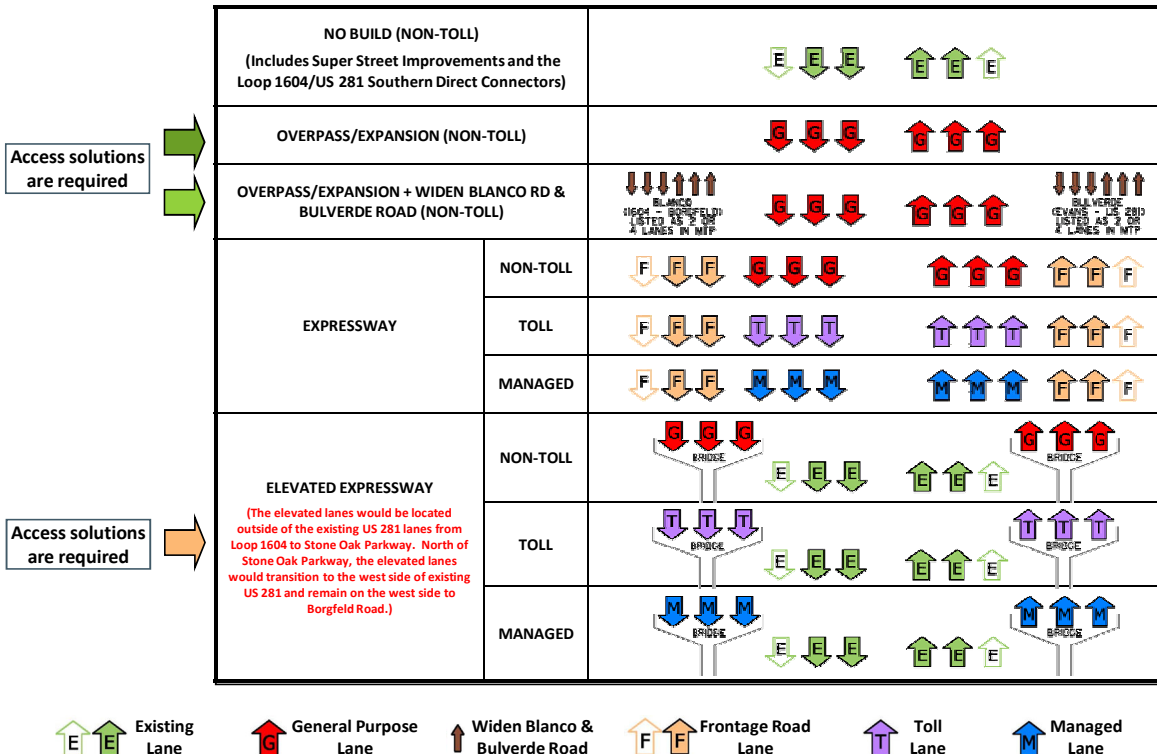 NO BUILD (NON-TOLL)
(Includes Super Street Improvements and the
Loop 1604/US 281 Southern Direct Connectors)
E E E E E E
Access solutions
are required
OVERPASS/EXPANSION (NON-TOLL)
G G G G G G
OVERPASS/EXPANSION + WIDEN BLANCO RD &
BULVERDE ROAD (NON-TOLL)
BLANCO
(1604 - BORGFELD)
LISTED AS 2 OR
4 LANES IN MTP
G G G G G G
BULVERDE
(EVANS - US 281)
LISTED AS 2 OR
4 LANES IN MTP
EXPRESSWAY
NON-TOLL
F F F G G G G G G F F F
TOLL
F F F T T T T T T F F F
MANAGED
F F F M M M M M M F F F
Access solutions
are required
ELEVATED EXPRESSWAY
(The elevated lanes would be located
outside of the existing US 281 lanes from
Loop 1604 to Stone Oak Parkway. North of
Stone Oak Parkway, the elevated lanes
would transition to the west side of existing
US 281 and remain on the west side to
Borgfeld Road.)
NON-TOLL
G G G G G G
BRIDGE BRIDGE
E E E E E E
TOLL
T T T T T T
BRIDGE BRIDGE
E E E E E E
MANAGED
M M M M M M
BRIDGE BRIDGE
E E E E E E
E E Existing
Lane
G General Purpose
Lane
Widen Blanco &
Bulverde Road
F F Frontage Road
Lane
T Toll
Lane
M Managed
Lane